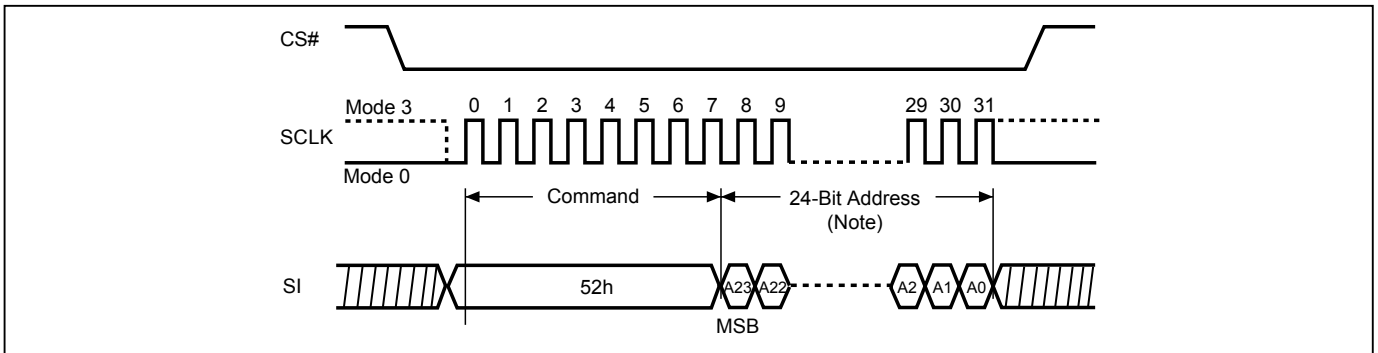 CS#
Mode 3
0 1 2 3 4 5 6 7 8 9 29 30 31
SCLK
Mode 0
Command
24-Bit Address
(Note)
SI
52h
A23 A22 A2 A1 A0
MSB